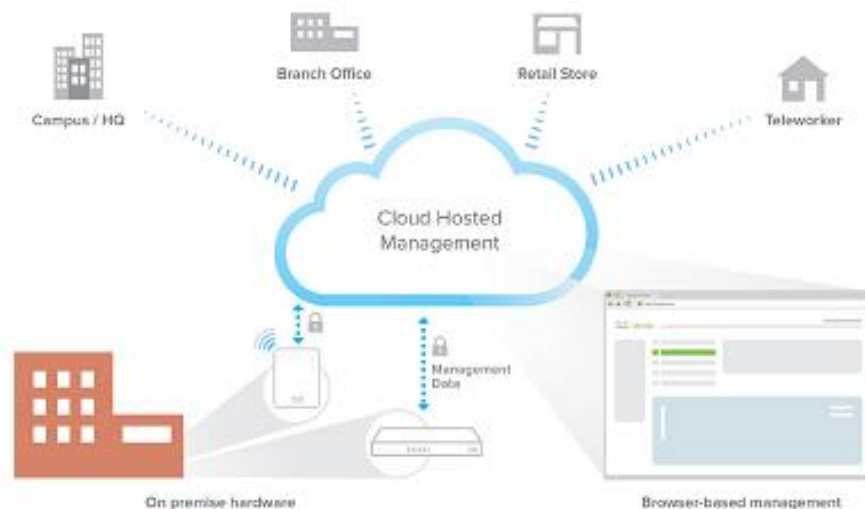 Branch Office
Retail Store
Campus / HQ
Teleworker
Cloud Hosted
Management
Management
Data
On premise hardware
Browser-based management